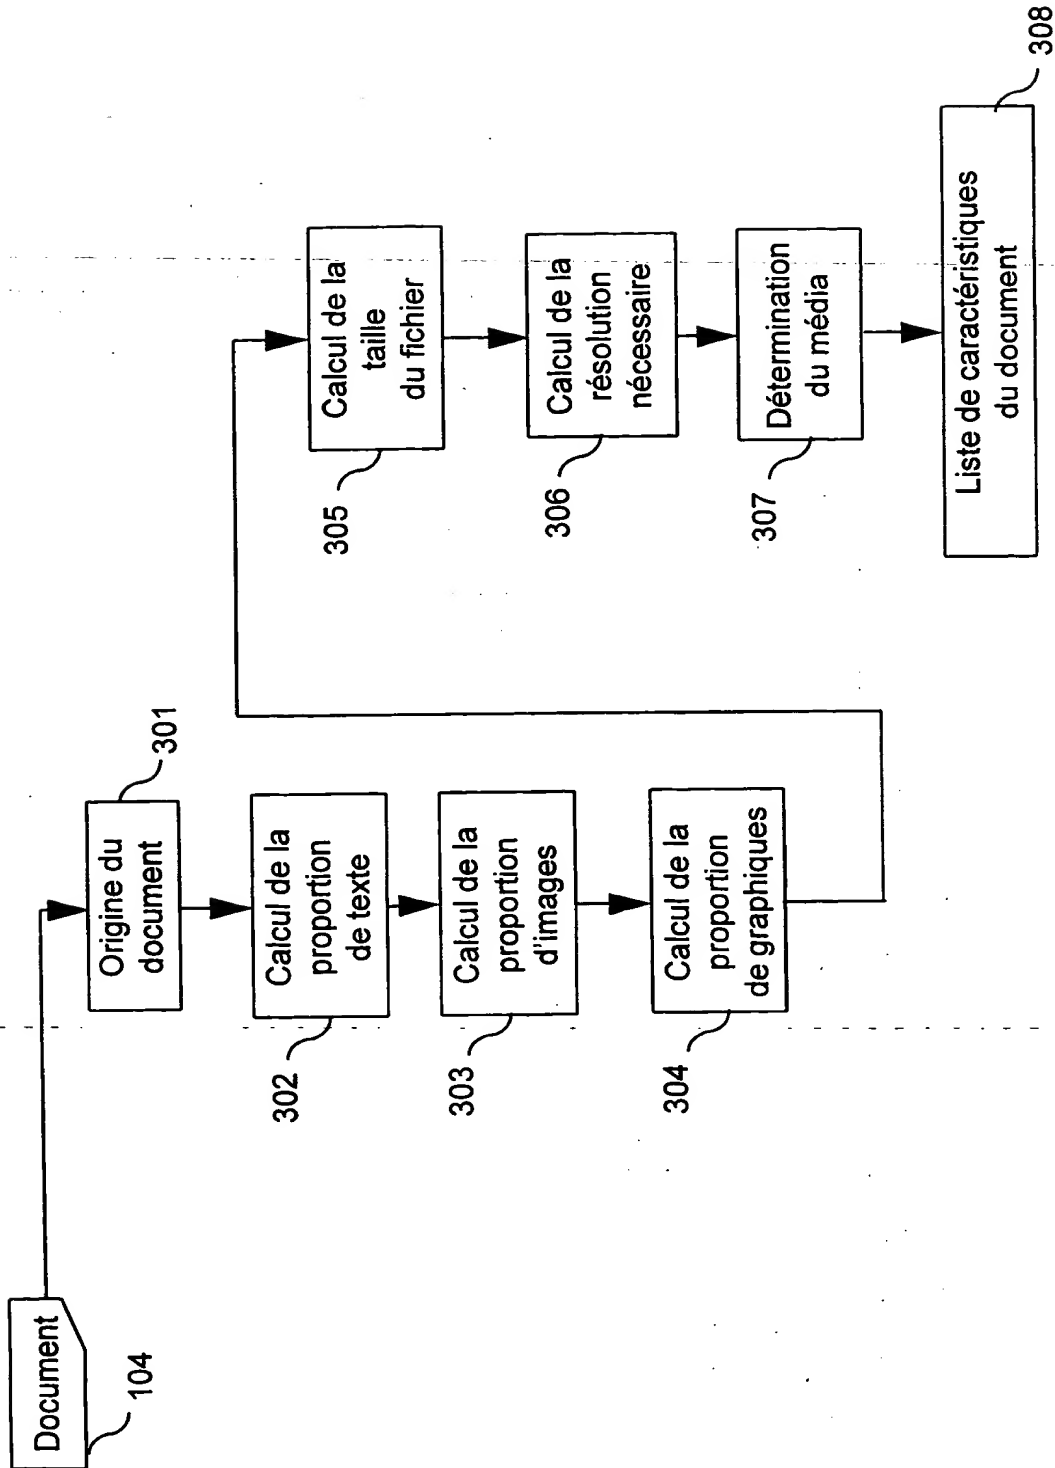 Document
104
Origine du
document
301
Calcul de la
proportion
de texte
302
Calcul de la
proportion
d'images
303
Calcul de la
proportion
de graphiques
304
Calcul de la
taille
du fichier
305
Calcul de la
résolution
nécessaire
306
Détermination
du média
307
Liste de caractéristiques
du document
308